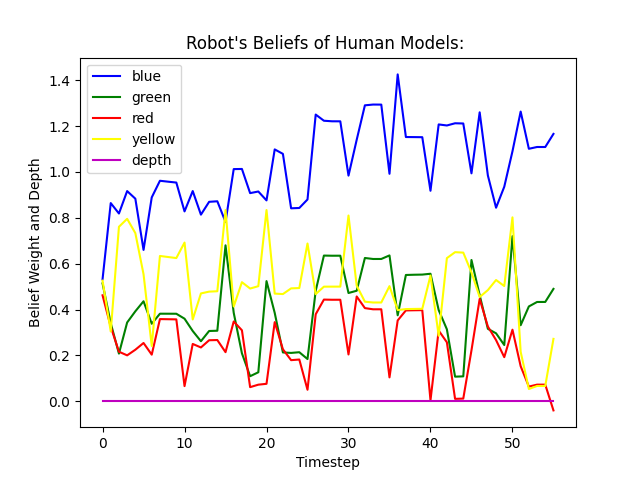 Robot's Beliefs of Human Models:
blue
green
red
yellow
depth
Belief Weight and Depth
1.4
1.2
1.0
0.8
0.6
0.4
0.2
0.0
0 10 20 30 40 50
Timestep